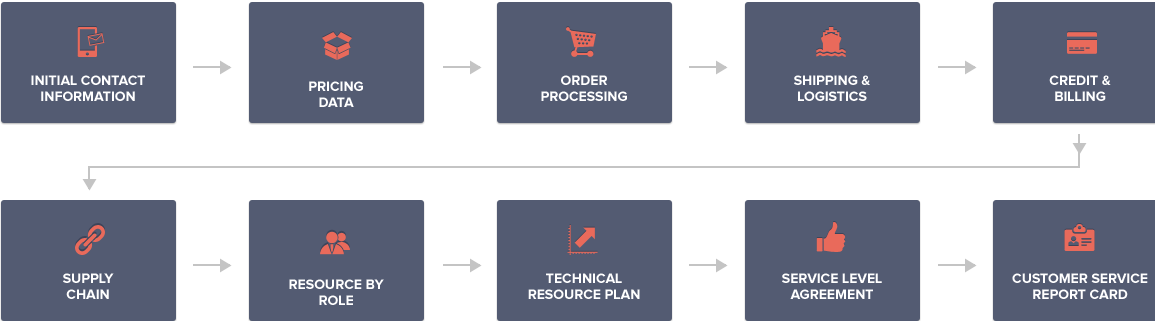 INITIAL CONTACT
INFORMATION
PRICING
DATA
ORDER
PROCESSING
SHIPPING &
LOGISTICS
CREDIT &
BILLING
SUPPLY
CHAIN
RESOURCE BY
ROLE
TECHNICAL
RESOURCE PLAN
SERVICE LEVEL
AGREEMENT
CUSTOMER SERVICE
REPORT CARD